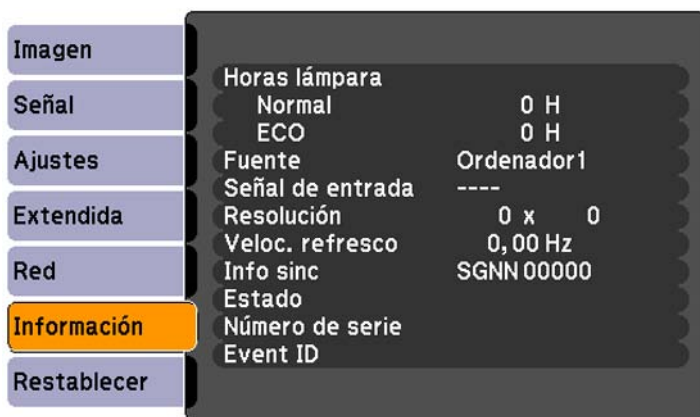 Imagen
Señal
Ajustes
Extendida
Red
Información
Restablecer
Horas lámpara
Normal 0 H
ECO 0 H
Fuente Ordenador1
Señal de entrada ----
Resolución 0 x 0
Veloc. refresco 0,00 Hz
Info sinc SGNN 00000
Estado
Número de serie
Event ID